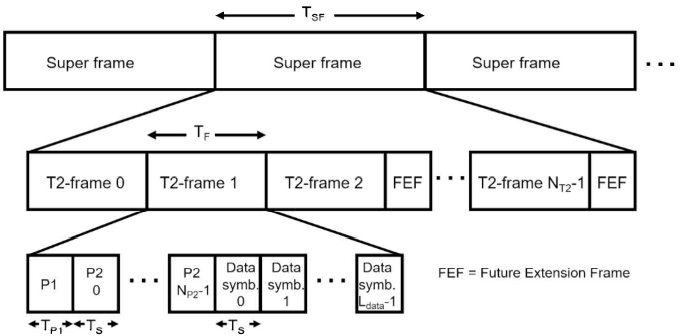 T_SF
Super frame Super frame Super frame ...
T_F
T2-frame 0 T2-frame 1 T2-frame 2 FEF ... T2-frame N_T2-1 FEF
P1
P2
0
...
P2
N_P2-1
Data
symb.
0
Data
symb.
1
...
Data
symb.
L_data-1
FEF = Future Extension Frame
T_P1 T_S T_S